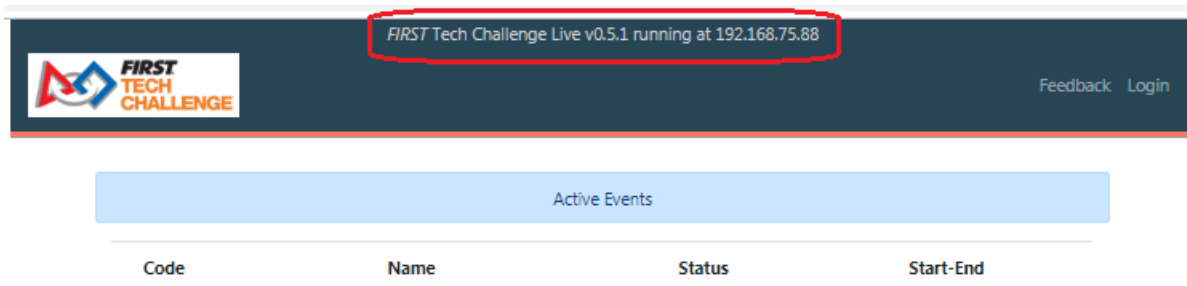 FIRST Tech Challenge Live v0.5.1 running at 192.168.75.88
FIRST
TECH
CHALLENGE
Feedback Login
Active Events
Code Name Status Start-End